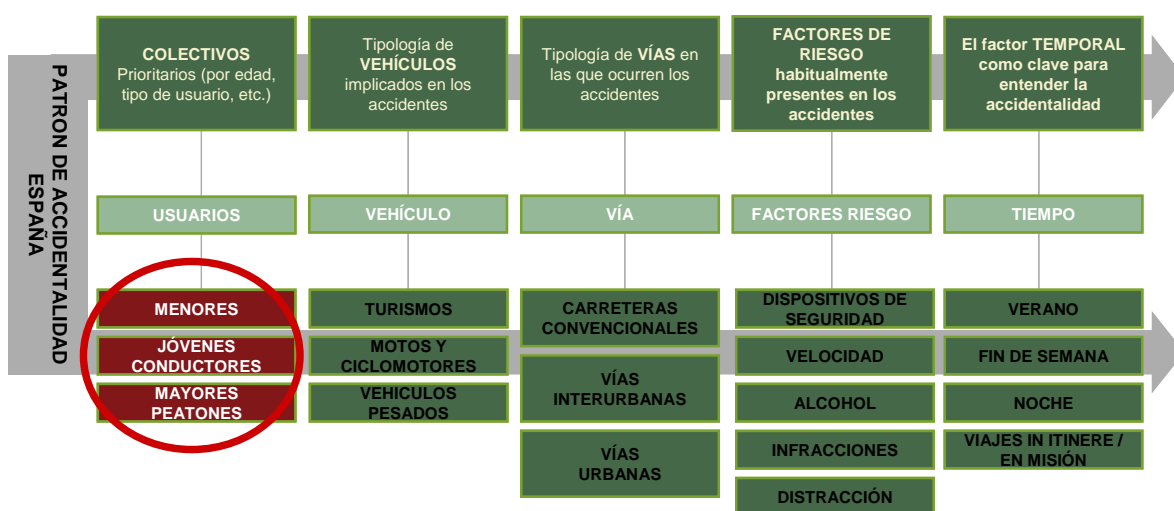 PATRON DE ACCIDENTALIDAD
ESPAÑA
COLECTIVOS
Prioritarios (por edad,
tipo de usuario, etc.)
Tipología de
VEHÍCULOS
implicados en los
accidentes
Tipología de VÍAS en
las que ocurren los
accidentes
FACTORES DE
RIESGO
habitualmente
presentes en los
accidentes
El factor TEMPORAL
como clave para
entender la
accidentalidad
USUARIOS
VEHÍCULO
VÍA
FACTORES RIESGO
TIEMPO
MENORES
JÓVENES
CONDUCTORES
MAYORES
PEATONES
TURISMOS
MOTOS Y
CICLOMOTORES
VEHICULOS
PESADOS
CARRETERAS
CONVENCIONALES
VÍAS
INTERURBANAS
VÍAS
URBANAS
DISPOSITIVOS DE
SEGURIDAD
VELOCIDAD
ALCOHOL
INFRACCIONES
DISTRACCIÓN
VERANO
FIN DE SEMANA
NOCHE
VIAJES IN ITINERE /
EN MISIÓN